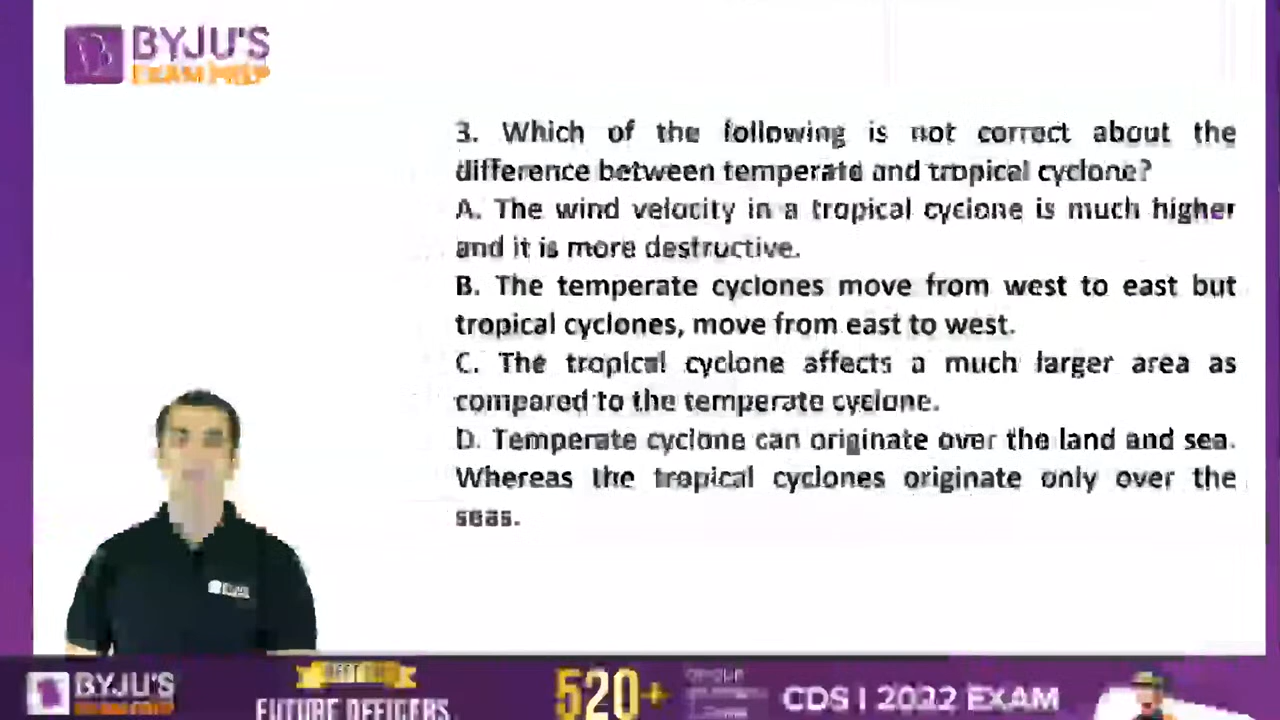 BYJU'S
EXAM PREP
3. Which of the following is not correct about the
difference between temperate and tropical cyclone?
A. The wind velocity in a tropical cyclone is much higher
and it is more destructive.
B. The temperate cyclones move from west to east but
tropical cyclones, move from east to west.
C. The tropical cyclone affects a much larger area as
compared to the temperate cyclone.
D. Temperate cyclone can originate over the land and sea.
Whereas the tropical cyclones originate only over the
seas.
BYJU'S
EXAM PREP
FUTURE OFFICERS
520+
CDS I 2022 EXAM